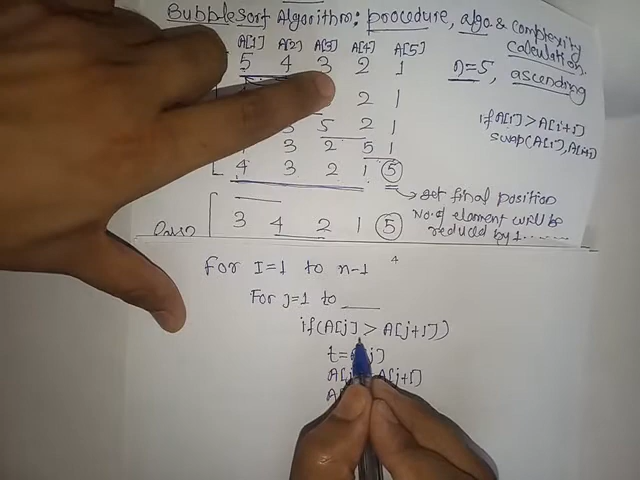 Bubblesort Algorithm: procedure, algo & complexity
calculation.
A[1] A[2] A[3] A[4] A[5]
5 4 3 2 1
n=5, ascending
2 1
if A[i] > A[i+1]
swap(A[i], A[i+1])
3 5 2 1
3 2 5 1
4 3 2 1 5
get final position
No. of element will be
reduced by 1
3 4 2 1 5
For I=1 to n-1
4
For j=1 to
if(A[j] > A[j+1])
t=
A[j+1]